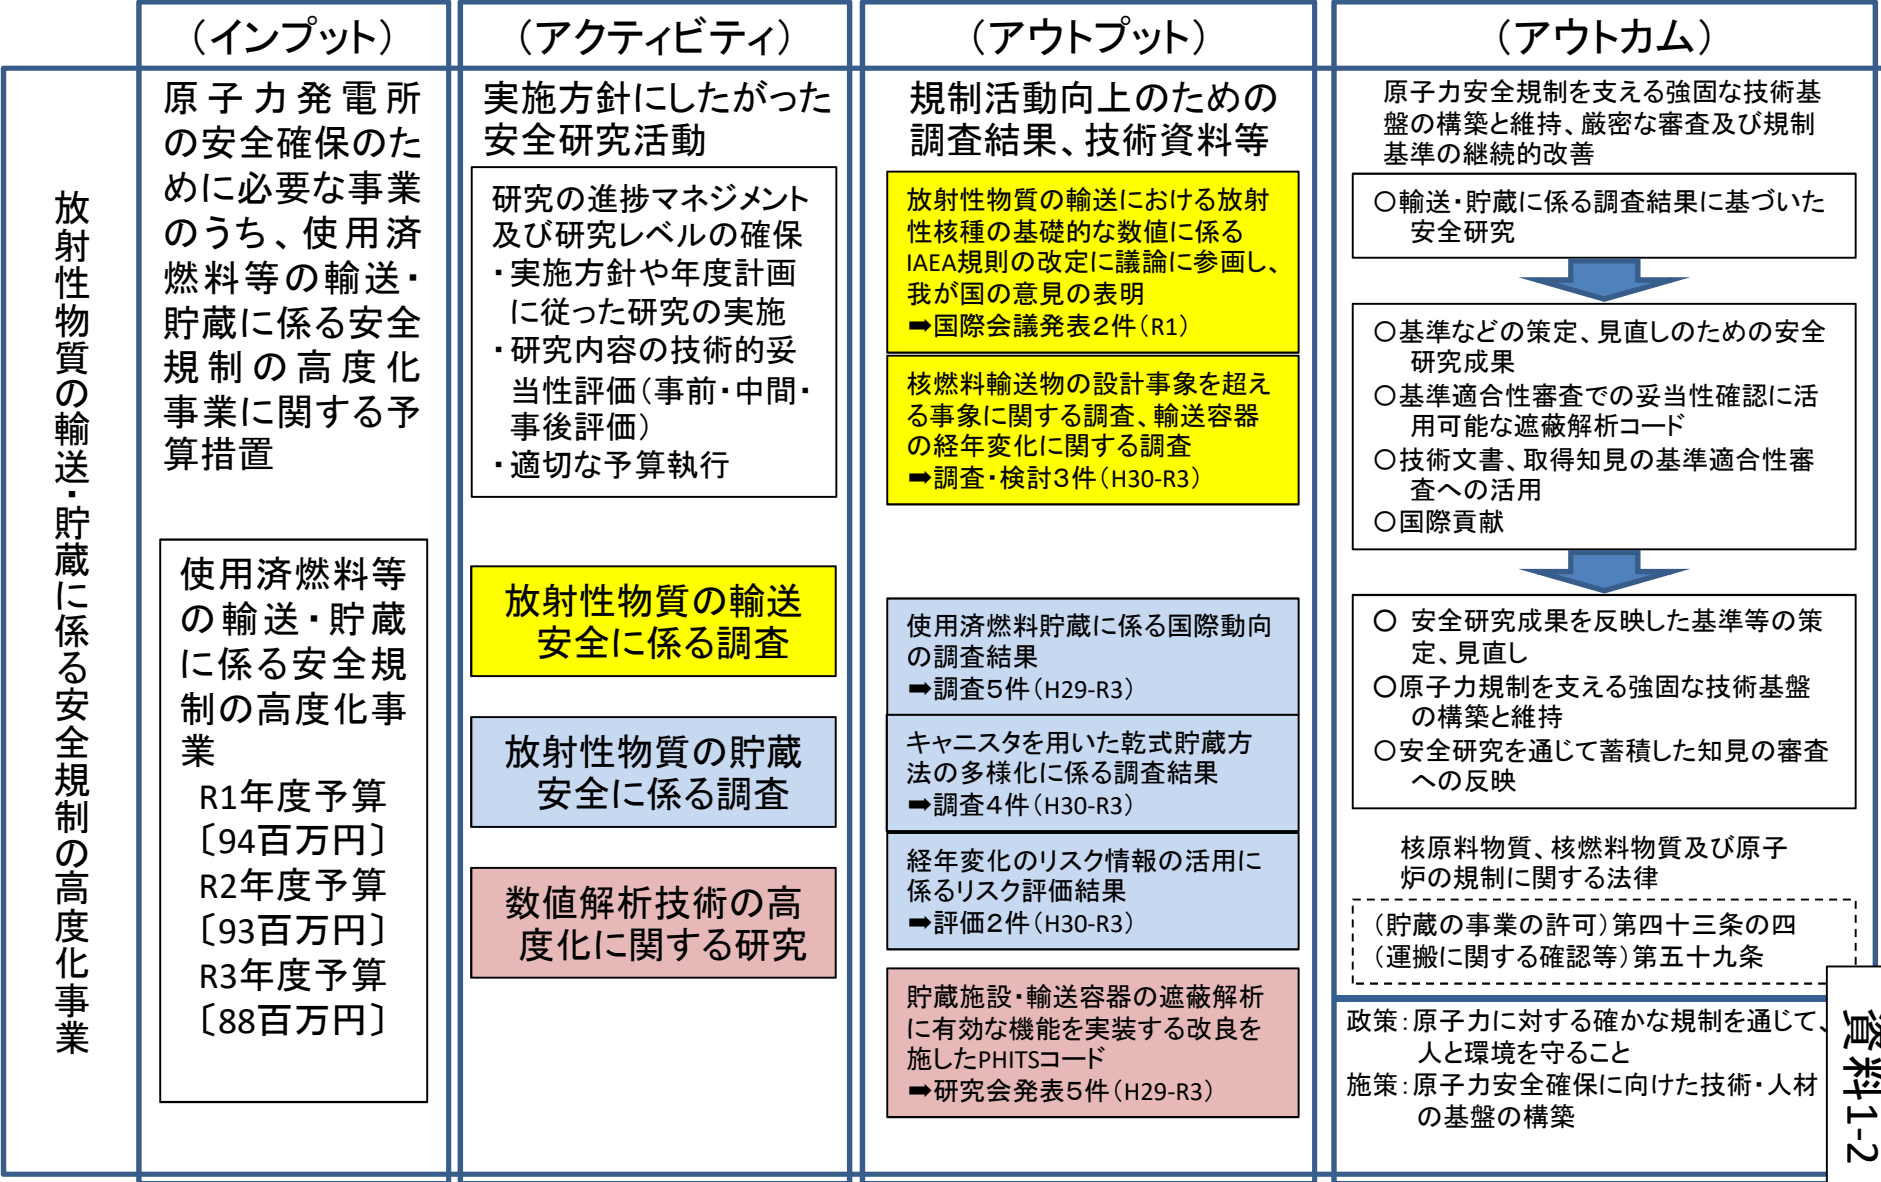 放射性物質の輸送・貯蔵に係る安全規制の高度化事業
（インプット）
原子力発電所
の安全確保のた
めに必要な事業
のうち、使用済
燃料等の輸送・
貯蔵に係る安全
規制の高度化
事業に関する予
算措置
使用済燃料等
の輸送・貯蔵
に係る安全規
制の高度化事
業
R1年度予算
〔94百万円〕
R2年度予算
〔93百万円〕
R3年度予算
〔88百万円〕
（アクティビティ）
実施方針にしたがった
安全研究活動
研究の進捗マネジメント
及び研究レベルの確保
・実施方針や年度計画
に従った研究の実施
・研究内容の技術的妥
当性評価（事前・中間・
事後評価）
・適切な予算執行
放射性物質の輸送
安全に係る調査
放射性物質の貯蔵
安全に係る調査
数値解析技術の高
度化に関する研究
（アウトプット）
規制活動向上のための
調査結果、技術資料等
放射性物質の輸送における放射
性核種の基礎的な数値に係る
IAEA規則の改定に議論に参画し、
我が国の意見の表明
➡国際会議発表２件（R1）
核燃料輸送物の設計事象を超え
る事象に関する調査、輸送容器
の経年変化に関する調査
➡調査・検討３件（H30-R3）
使用済燃料貯蔵に係る国際動向
の調査結果
➡調査５件（H29-R3）
キャニスタを用いた乾式貯蔵方
法の多様化に係る調査結果
➡調査４件（H30-R3）
経年変化のリスク情報の活用に
係るリスク評価結果
➡評価２件（H30-R3）
貯蔵施設・輸送容器の遮蔽解析
に有効な機能を実装する改良を
施したPHITSコード
➡研究会発表５件（H29-R3）
（アウトカム）
原子力安全規制を支える強固な技術基
盤の構築と維持、厳密な審査及び規制
基準の継続的改善
〇輸送・貯蔵に係る調査結果に基づいた
安全研究
〇基準などの策定、見直しのための安全
研究成果
〇基準適合性審査での妥当性確認に活
用可能な遮蔽解析コード
〇技術文書、取得知見の基準適合性審
査への活用
〇国際貢献
〇 安全研究成果を反映した基準等の策
定、見直し
〇原子力規制を支える強固な技術基盤
の構築と維持
〇安全研究を通じて蓄積した知見の審査
への反映
核原料物質、核燃料物質及び原子
炉の規制に関する法律
（貯蔵の事業の許可）第四十三条の四
（運搬に関する確認等）第五十九条
政策：原子力に対する確かな規制を通じて、
人と環境を守ること
施策：原子力安全確保に向けた技術・人材
の基盤の構築
資料1-2